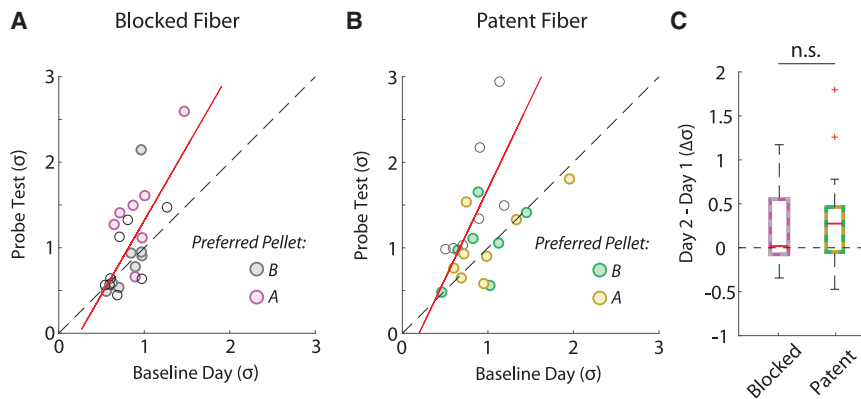 A Blocked Fiber
3
2
1
0
0 1 2 3
Probe Test (σ)
Baseline Day (σ)
Preferred Pellet:
B
A
B Patent Fiber
3
2
1
0
0 1 2 3
Probe Test (σ)
Baseline Day (σ)
Preferred Pellet:
B
A
C
n.s.
2
1.5
1
0.5
0
-0.5
-1
Day 2 - Day 1 (Δσ)
Blocked
Patent